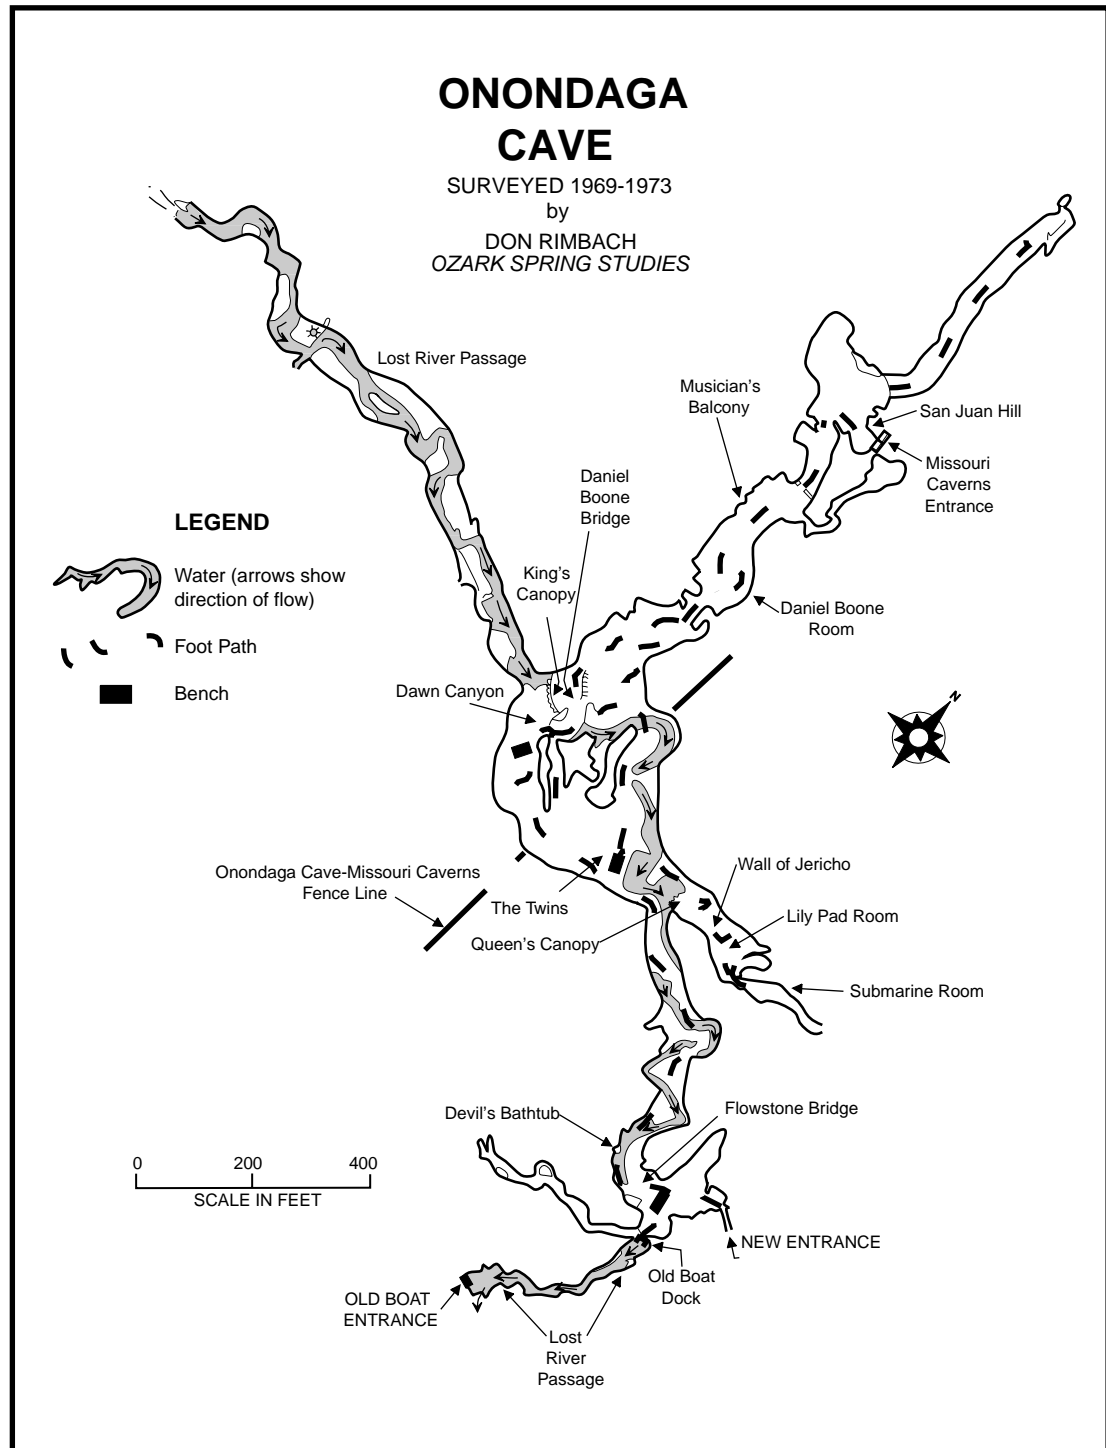 ONONDAGA
CAVE
SURVEYED 1969-1973
by
DON RIMBACH
OZARK SPRING STUDIES
Lost River Passage
Musician's
Balcony
San Juan Hill
Missouri
Caverns
Entrance
Daniel
Boone
Bridge
King's
Canopy
LEGEND
Water (arrows show
direction of flow)
Foot Path
Bench
Daniel Boone
Room
Dawn Canyon
N
Onondaga Cave-Missouri Caverns
Fence Line
The Twins
Queen's Canopy
Wall of Jericho
Lily Pad Room
Submarine Room
Devil's Bathtub
Flowstone Bridge
0 200 400
SCALE IN FEET
NEW ENTRANCE
Old Boat
Dock
OLD BOAT
ENTRANCE
Lost
River
Passage